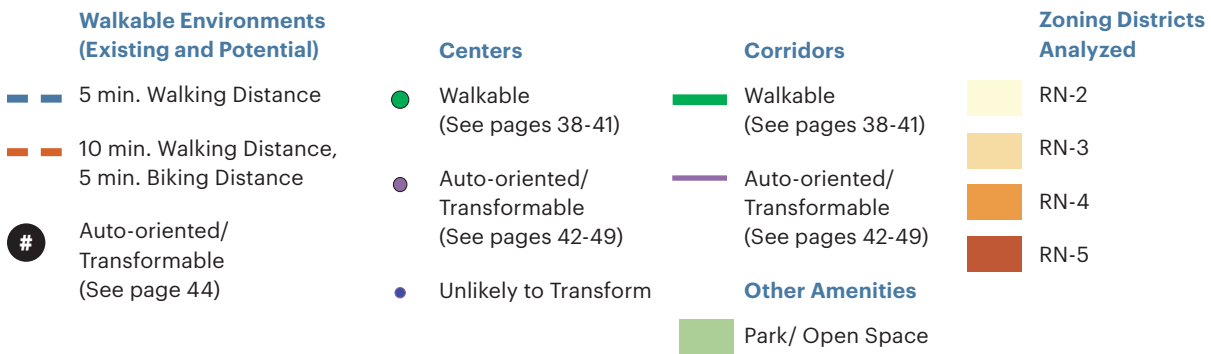 Walkable Environments
(Existing and Potential)
5 min. Walking Distance
10 min. Walking Distance,
5 min. Biking Distance
#
Auto-oriented/
Transformable
(See page 44)
Centers
Walkable
(See pages 38-41)
Auto-oriented/
Transformable
(See pages 42-49)
Unlikely to Transform
Corridors
Walkable
(See pages 38-41)
Auto-oriented/
Transformable
(See pages 42-49)
Other Amenities
Park/ Open Space
Zoning Districts
Analyzed
RN-2
RN-3
RN-4
RN-5